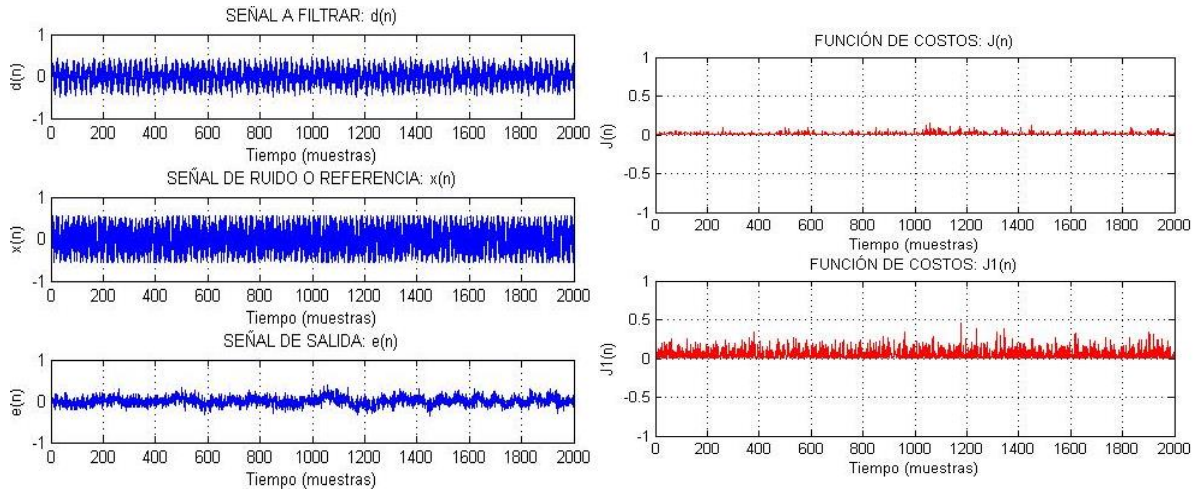 SEÑAL A FILTRAR: d(n)
d(n)
1
0
-1
0 200 400 600 800 1000 1200 1400 1600 1800 2000
Tiempo (muestras)
SEÑAL DE RUIDO O REFERENCIA: x(n)
x(n)
1
0
-1
0 200 400 600 800 1000 1200 1400 1600 1800 2000
Tiempo (muestras)
SEÑAL DE SALIDA: e(n)
e(n)
1
0
-1
0 200 400 600 800 1000 1200 1400 1600 1800 2000
Tiempo (muestras)
FUNCIÓN DE COSTOS: J(n)
J(n)
1
0.5
0
-0.5
-1
0 200 400 600 800 1000 1200 1400 1600 1800 2000
Tiempo (muestras)
FUNCIÓN DE COSTOS: J1(n)
J1(n)
1
0.5
0
-0.5
-1
0 200 400 600 800 1000 1200 1400 1600 1800 2000
Tiempo (muestras)